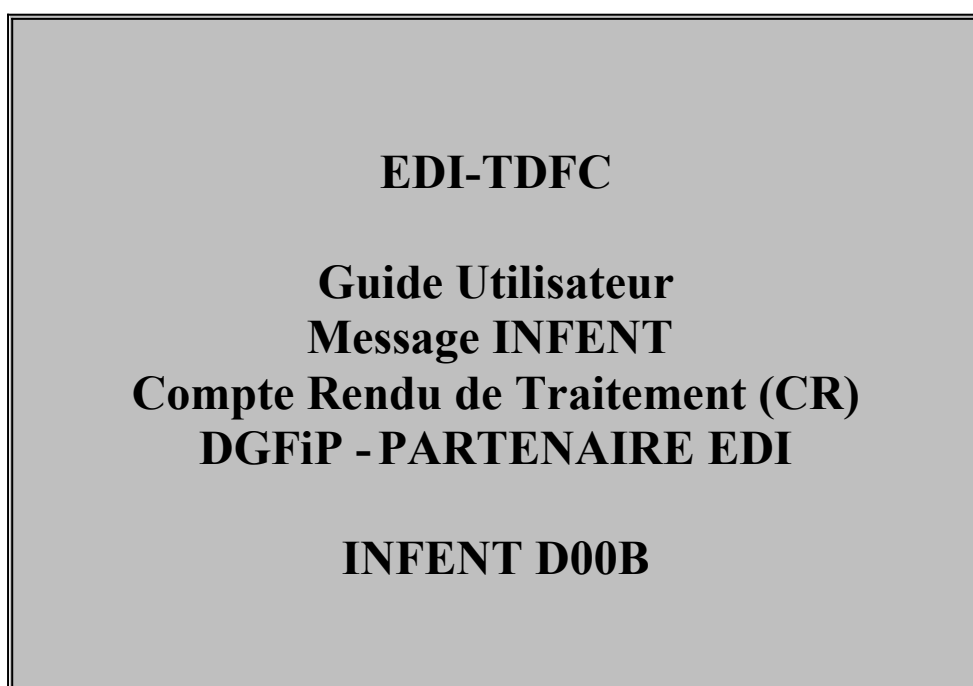 EDI-TDFC
Guide Utilisateur
Message INFENT
Compte Rendu de Traitement (CR)
DGFiP - PARTENAIRE EDI
INFENT D00B